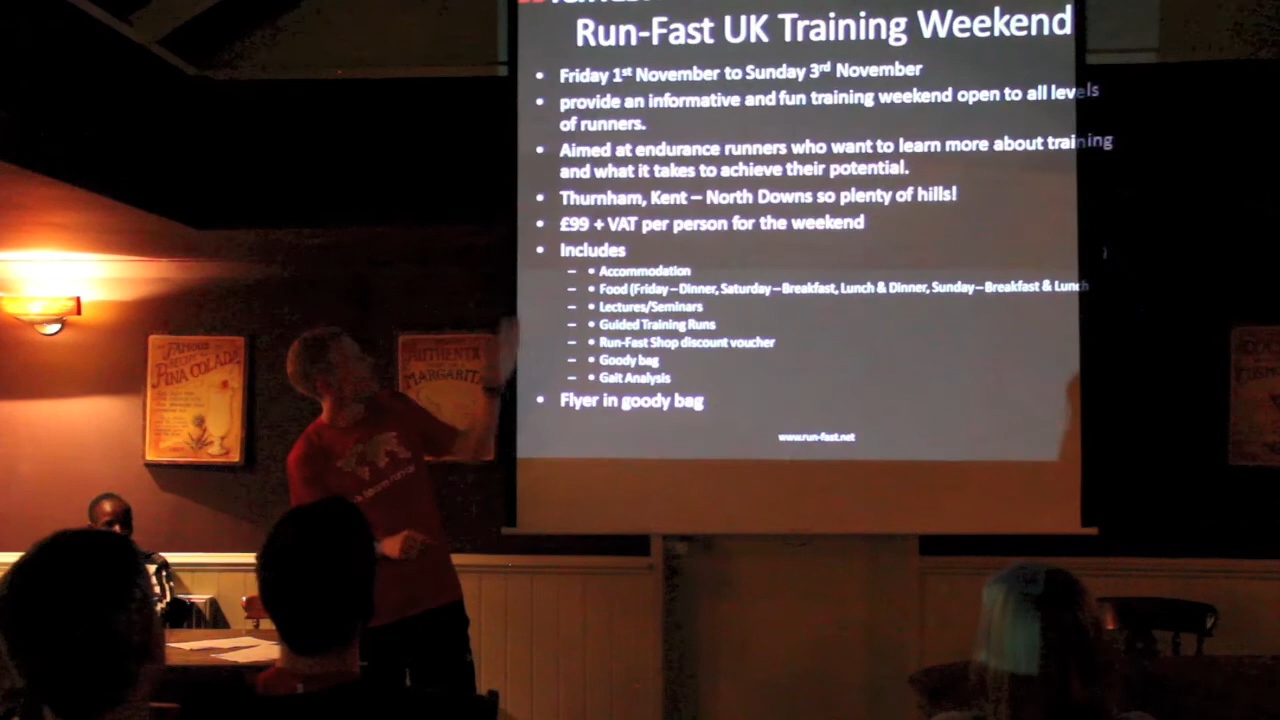 Run-Fast UK Training Weekend
• Friday 1st November to Sunday 3rd November
• provide an informative and fun training weekend open to all levels
of runners.
• Aimed at endurance runners who want to learn more about training
and what it takes to achieve their potential.
• Thurnham, Kent – North Downs so plenty of hills!
• £99 + VAT per person for the weekend
• Includes
– • Accommodation
– • Food (Friday – Dinner, Saturday – Breakfast, Lunch & Dinner, Sunday – Breakfast & Lunch
– • Lectures/Seminars
– • Guided Training Runs
– • Run-Fast Shop discount voucher
– • Goody bag
– • Gait Analysis
• Flyer in goody bag
www.run-fast.net
FAMOUS
RECIPE FOR
PINA COLADA
AUTHENTI
MARGARIT